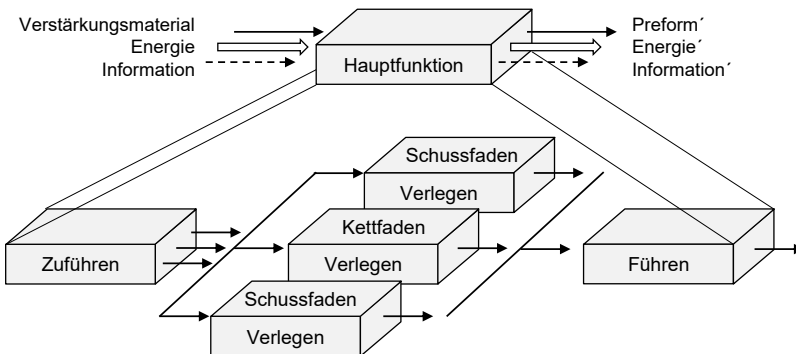 Verstärkungsmaterial
Energie
Information
Hauptfunktion
Preform´
Energie´
Information´
Schussfaden
Verlegen
Kettfaden
Verlegen
Zuführen
Führen
Schussfaden
Verlegen